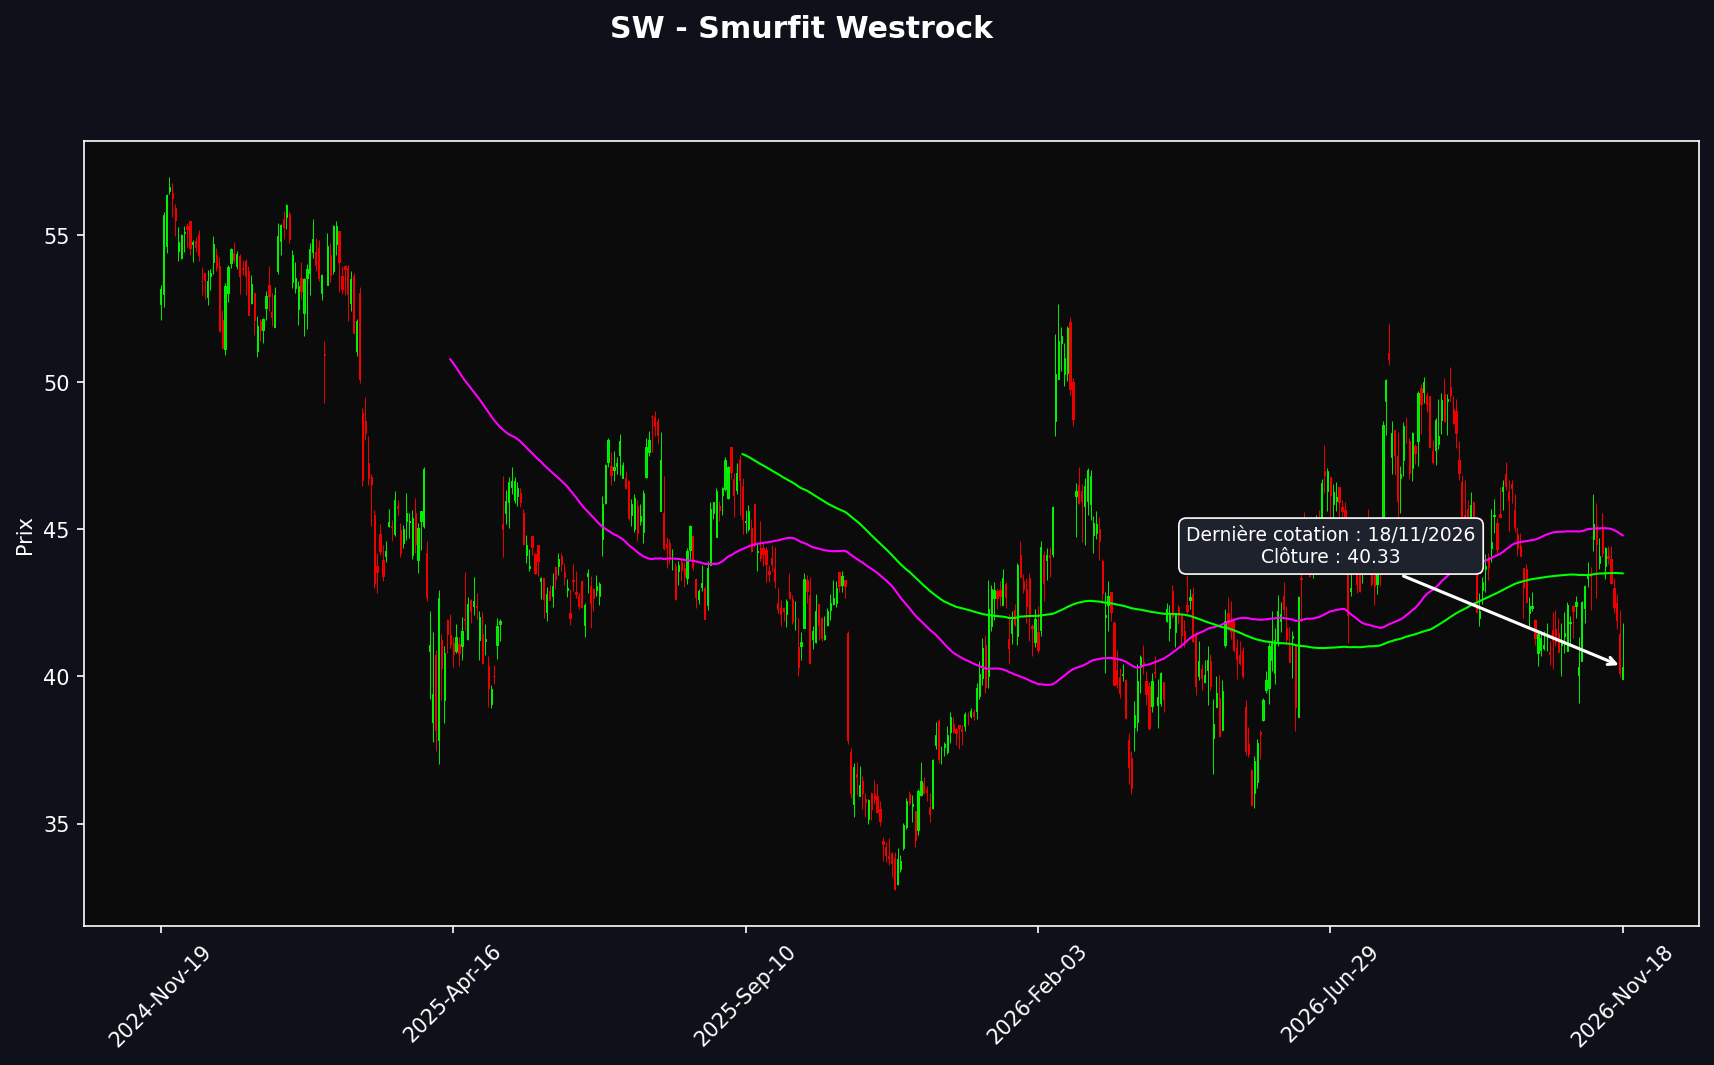 SW - Smurfit Westrock
Prix
55
50
45
40
35
Dernière cotation : 18/11/2026
Clôture : 40.33
2024-Nov-19
2025-Apr-16
2025-Sep-10
2026-Feb-03
2026-Jun-29
2026-Nov-18